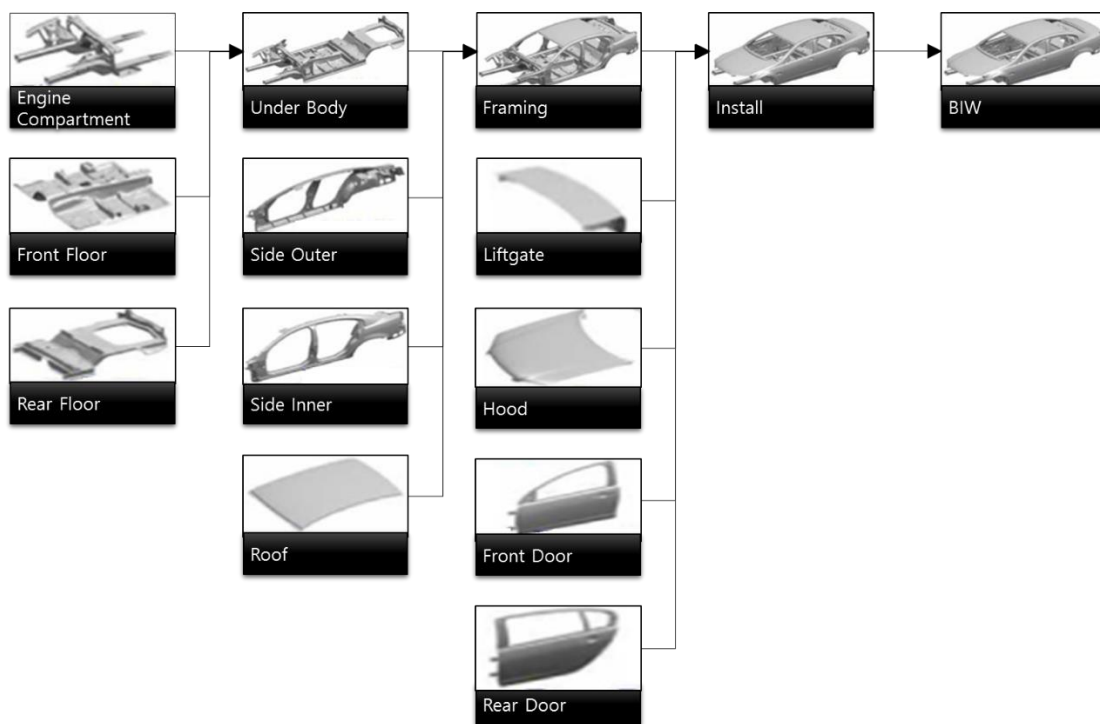 Engine
Compartment
Under Body
Framing
Install
BIW
Front Floor
Side Outer
Liftgate
Rear Floor
Side Inner
Hood
Roof
Front Door
Rear Door